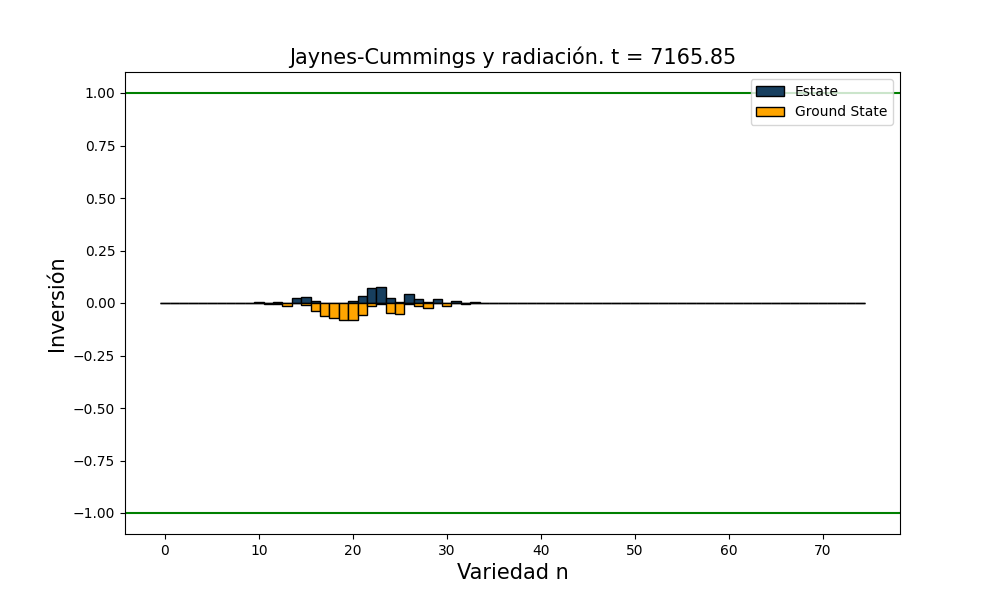 Jaynes-Cummings y radiación. t = 7165.85
Estate
Ground State
1.00
0.75
0.50
0.25
0.00
−0.25
−0.50
−0.75
−1.00
Inversión
0 10 20 30 40 50 60 70
Variedad n